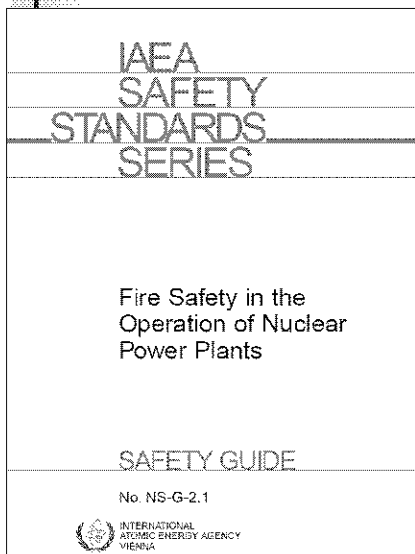 IAEA
SAFETY
STANDARDS
SERIES
Fire Safety in the
Operation of Nuclear
Power Plants
SAFETY GUIDE
No. NS-G-2.1
INTERNATIONAL
ATOMIC ENERGY AGENCY
VIENNA